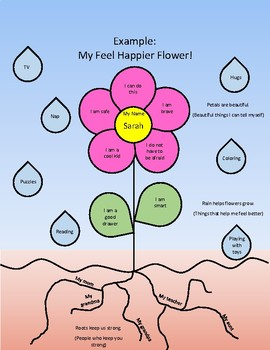 Example:
My Feel Happier Flower!
TV
Hugs
I can do
this
I am safe
I am
brave
My Name
Sarah
Nap
Petals are beautiful.
(Beautiful things I can tell myself)
I am
a cool kid
I do not
have to
be afraid
Coloring
Puzzles
I am a
good
drawer
I am
smart
Rain helps flowers
grow
(Things that help me feel better)
Reading
Playing
with
toys
My mom
My grandma
My teacher
My grandpa
My aunt
Roots keep us strong.
(People who keep you
strong)